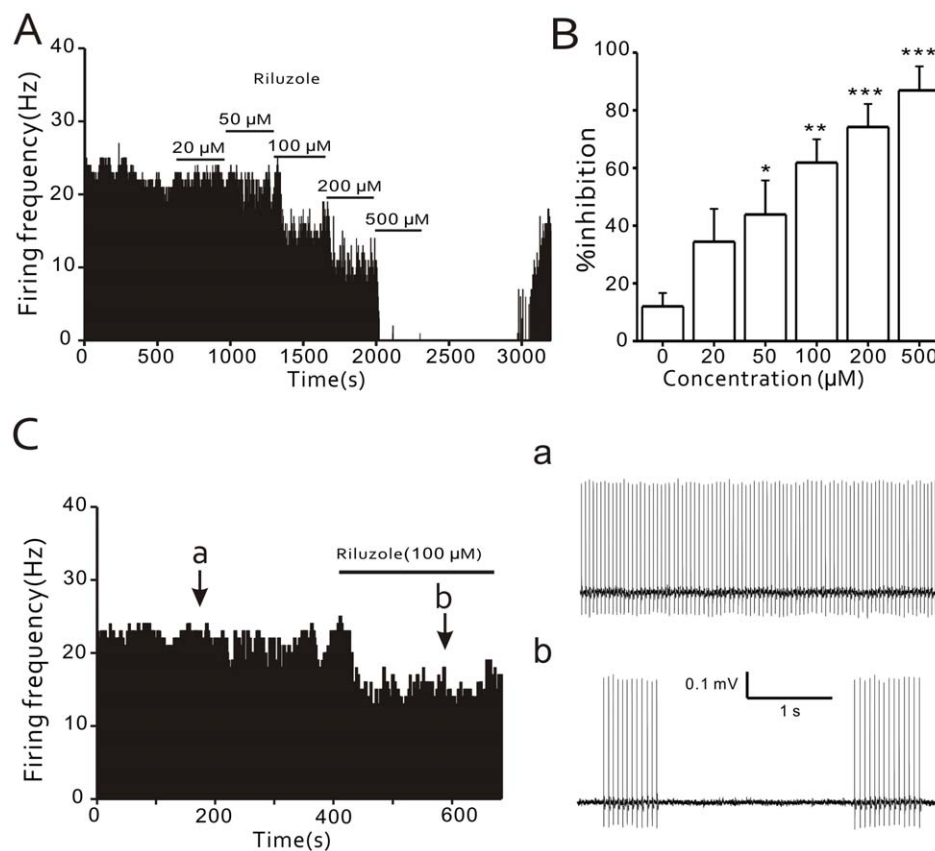 A
Firing frequency(Hz)
40
30
20
10
0
Riluzole
50 µM
20 µM
100 µM
200 µM
500 µM
0 500 1000 1500 2000 3000
Time(s)
B
%inhibition
100
80
60
40
20
0
* ** *** ***
0 20 50 100 200 500
Concentration (µM)
C
Firing frequency(Hz)
40
30
20
10
0
a
Riluzole(100 µM)
b
0 200 400 600
Time(s)
a
b
0.1 mV
1 s